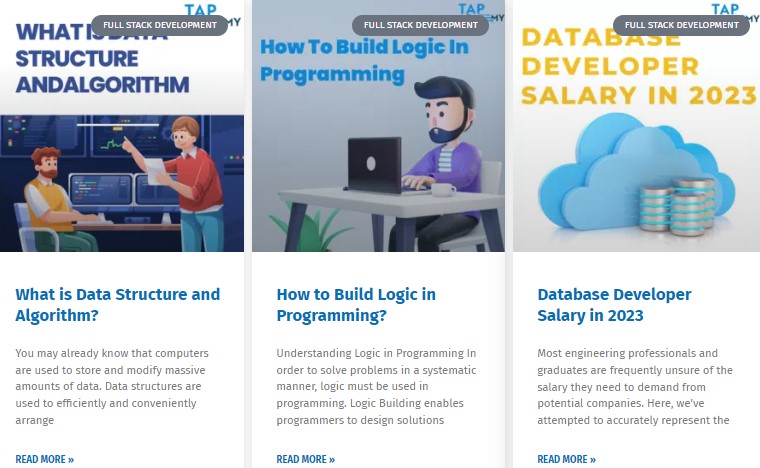 TAP
MY
FULL STACK DEVELOPMENT
WHAT IS DATA
STRUCTURE
ANDALGORITHM
What is Data Structure and
Algorithm?
You may already know that computers
are used to store and modify massive
amounts of data. Data structures are
used to efficiently and conveniently
arrange
READ MORE »
TAP
MY
FULL STACK DEVELOPMENT
How To Build Logic In
Programming
How to Build Logic in
Programming?
Understanding Logic in Programming In
order to solve problems in a systematic
manner, logic must be used in
programming. Logic Building enables
programmers to design solutions
READ MORE »
TAP
MY
FULL STACK DEVELOPMENT
DATABASE
DEVELOPER
SALARY IN 2023
Database Developer
Salary in 2023
Most engineering professionals and
graduates are frequently unsure of the
salary they need to demand from
potential companies. Here, we've
attempted to accurately represent the
READ MORE »